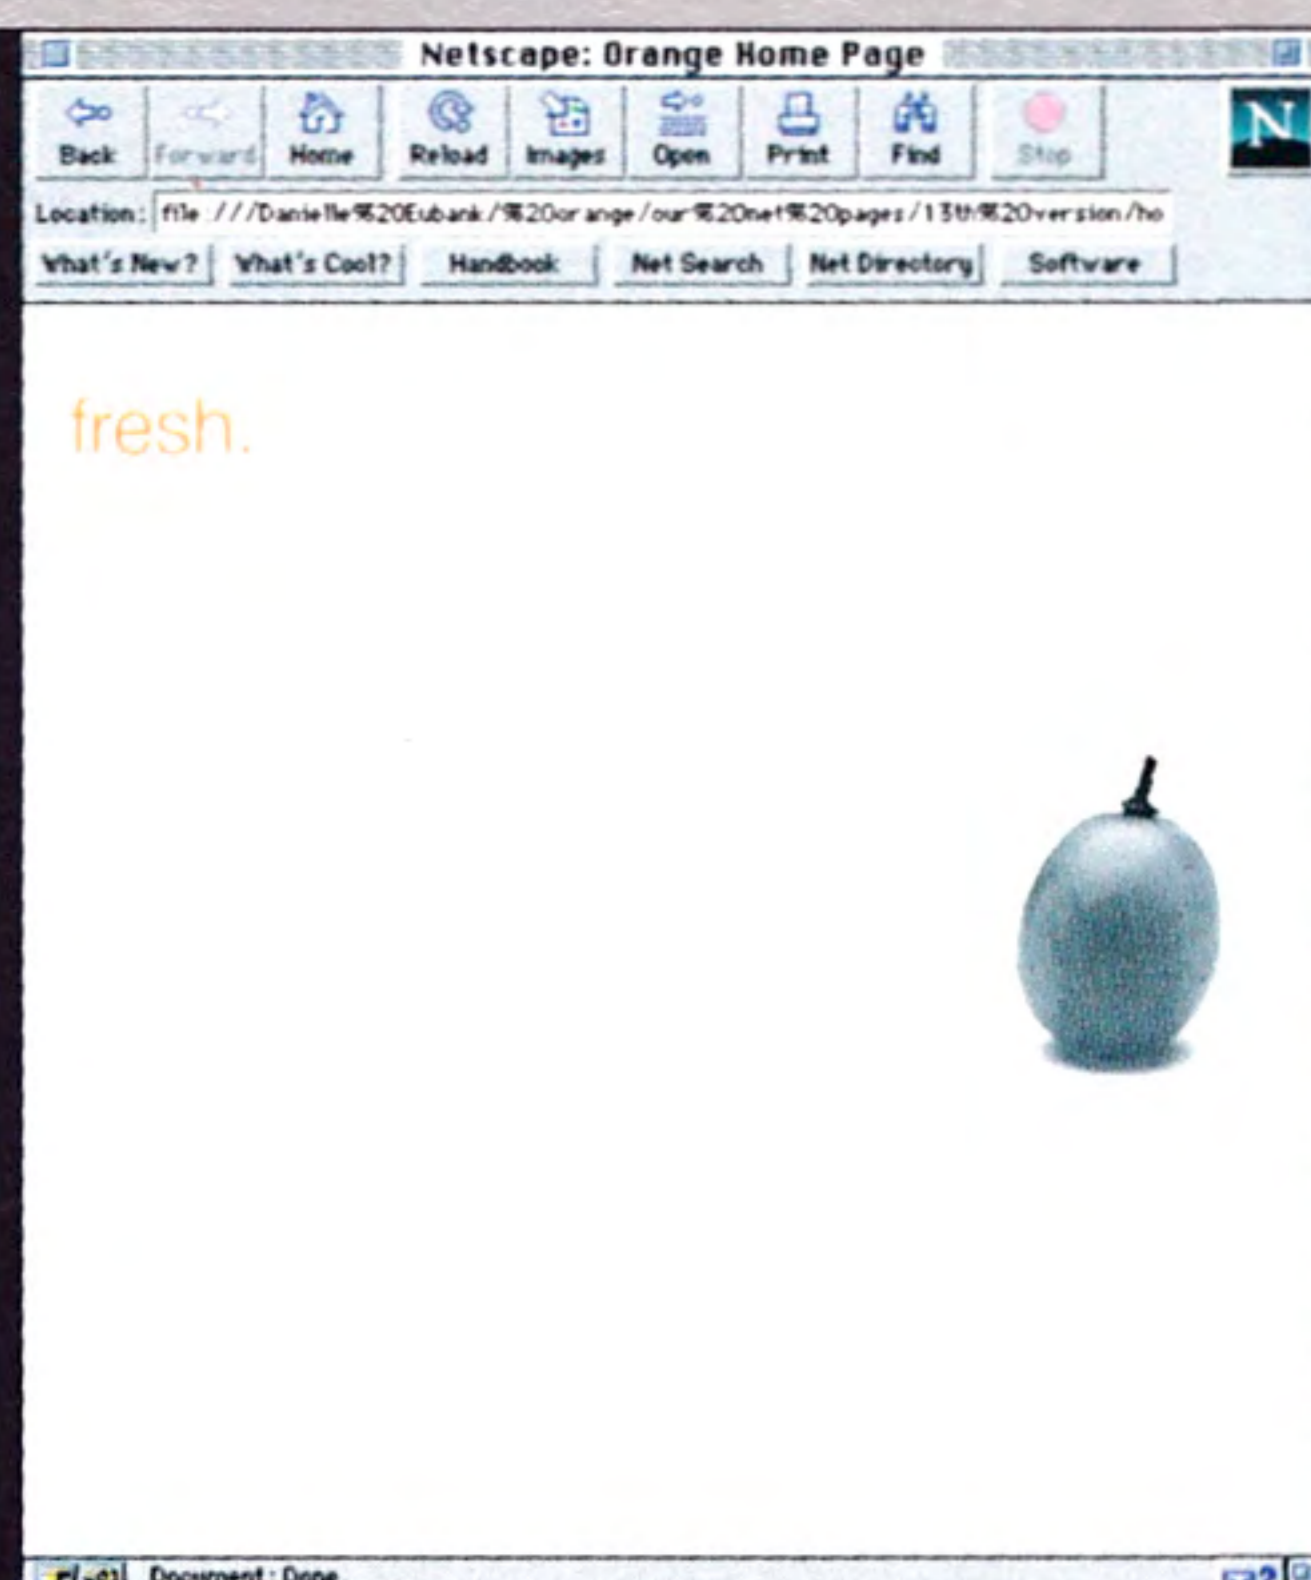 Netscape: Orange Home Page
Back Forward Home Reload Images Open Print Find Stop
N
Location: file:///Danielle%20Eubank/%20orange/our%20net%20pages/13th%20version/ho
What's New? What's Cool? Handbook Net Search Net Directory Software
fresh.
Document: Done
?